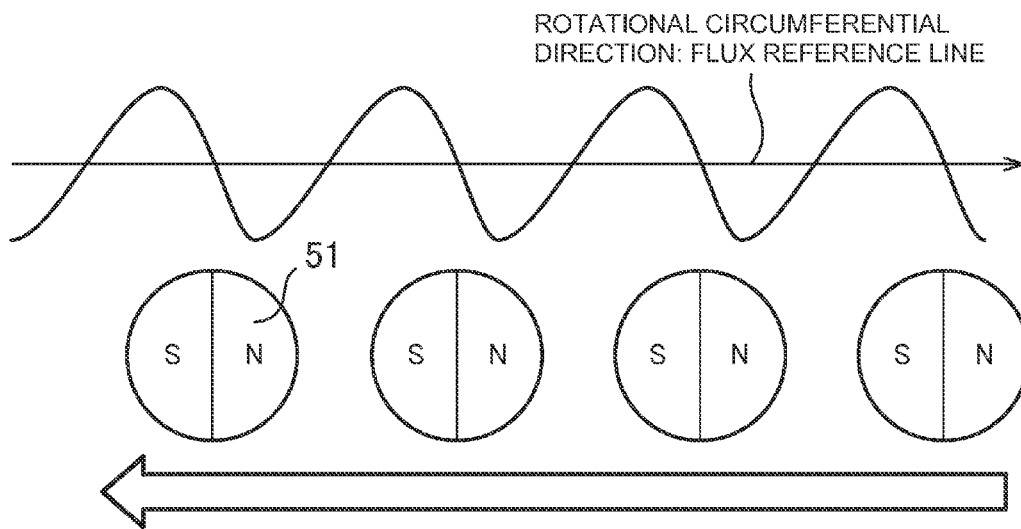 ROTATIONAL CIRCUMFERENTIAL
DIRECTION: FLUX REFERENCE LINE
51
S N S N S N S N